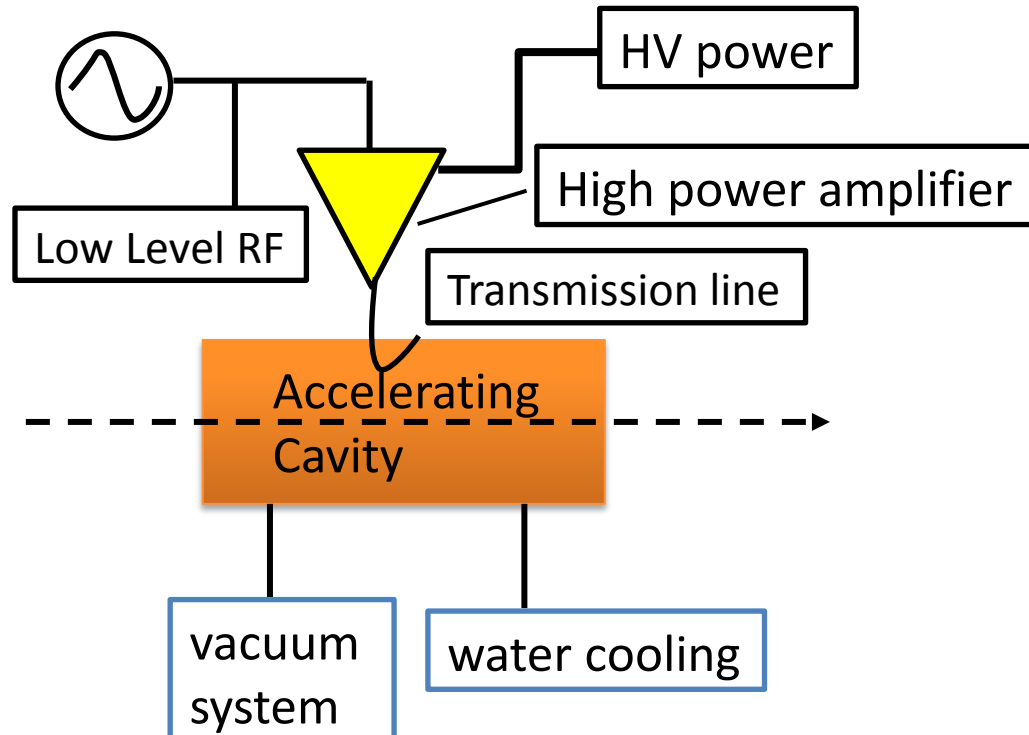 HV power
High power amplifier
Low Level RF
Transmission line
Accelerating
Cavity
vacuum
system
water cooling